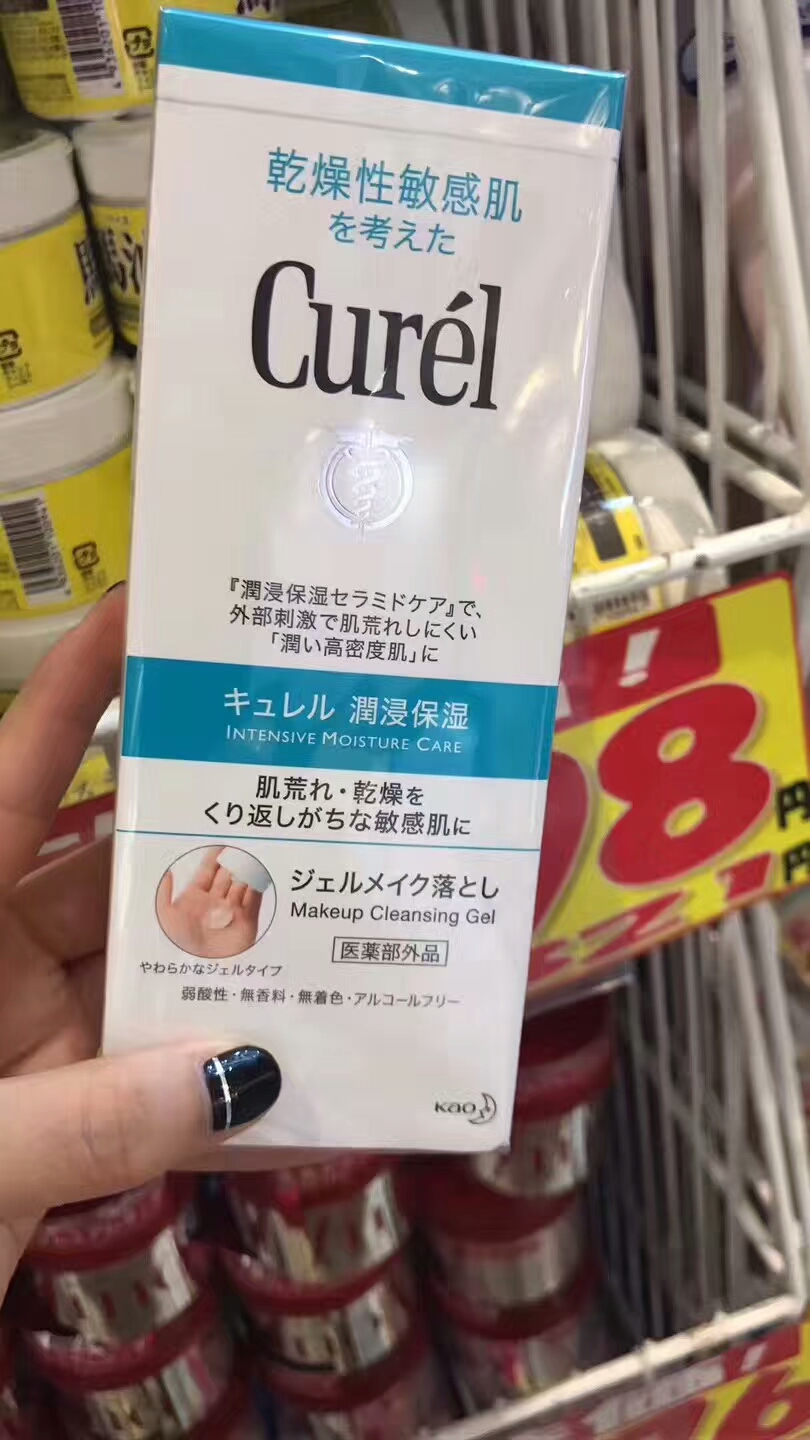 乾燥性敏感肌
を考えた
Curél
『潤浸保湿セラミドケア』で、
外部刺激で肌荒れしにくい
「潤い高密度肌」に
キュレル 潤浸保湿
INTENSIVE MOISTURE CARE
肌荒れ・乾燥を
くり返しがちな敏感肌に
ジェルメイク落とし
Makeup Cleansing Gel
医薬部外品
やわらかなジェルタイプ
弱酸性・無香料・無着色・アルコールフリー
Kao
!
98
円
円